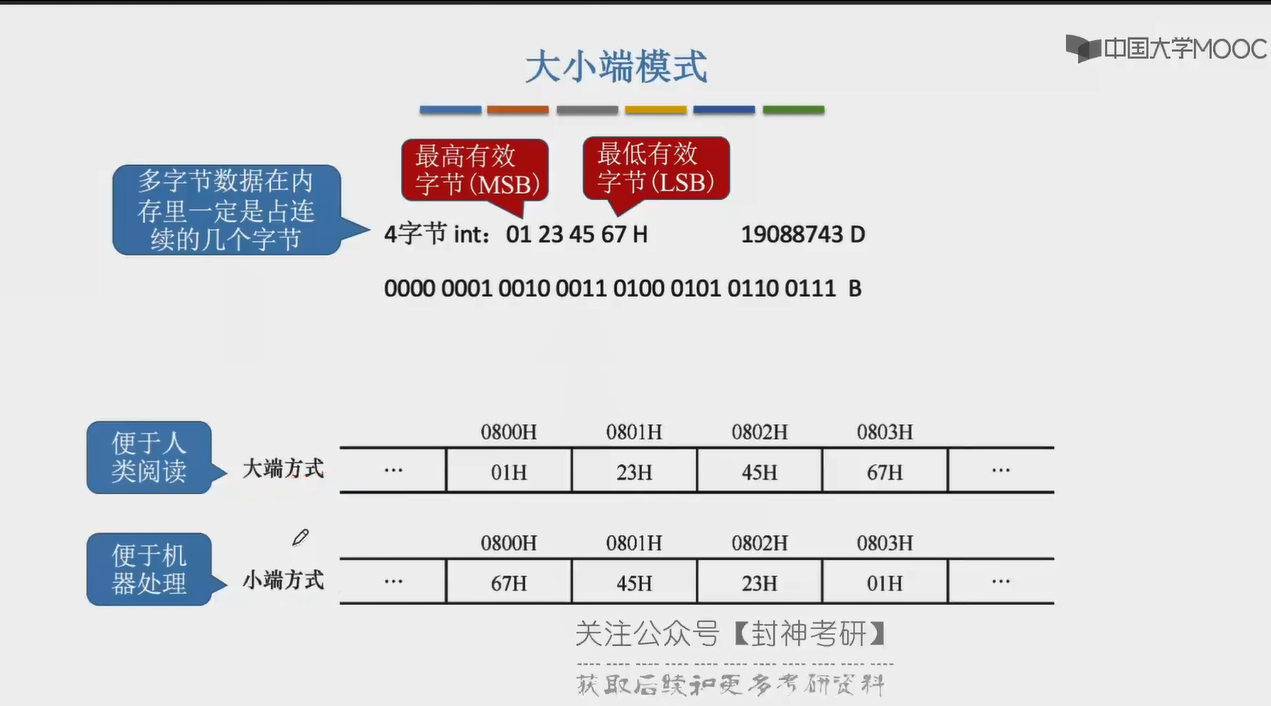 中国大学MOOC
大小端模式
最高有效
字节(MSB)
最低有效
字节(LSB)
多字节数据在内
存里一定是占连
续的几个字节
4字节 int： 01 23 45 67 H 19088743 D
0000 0001 0010 0011 0100 0101 0110 0111 B
便于人
类阅读
大端方式
0800H 0801H 0802H 0803H
… 01H 23H 45H 67H …
便于机
器处理
小端方式
0800H 0801H 0802H 0803H
… 67H 45H 23H 01H …
关注公众号【封神考研】
获取后续和更多考研资料